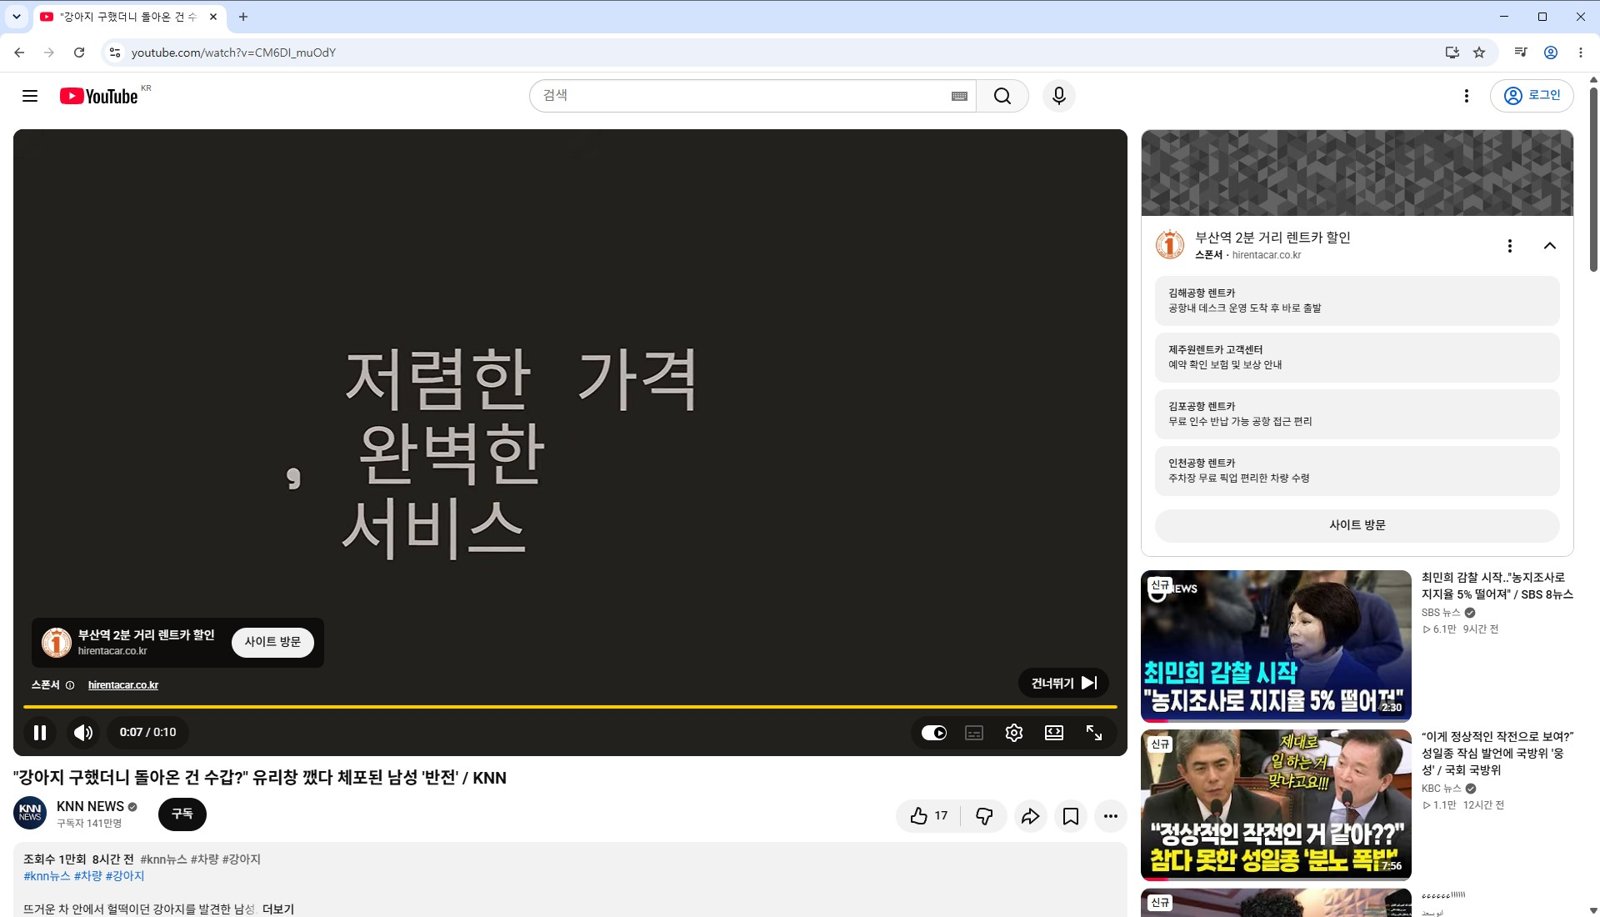 "강아지 구했더니 돌아온 건 수
youtube.com/watch?v=CM6DI_muOdY
YouTube KR
검색
로그인
저렴한 가격
, 완벽한
서비스
1
부산역 2분 거리 렌트카 할인
hirentacar.co.kr
사이트 방문
스폰서
hirentacar.co.kr
건너뛰기
0:07 / 0:10
"강아지 구했더니 돌아온 건 수갑?" 유리창 깼다 체포된 남성 '반전' / KNN
KNN NEWS
KNN NEWS
구독자 141만명
구독
17
조회수 1만회 8시간 전 #knn뉴스 #차량 #강아지
#knn뉴스 #차량 #강아지
뜨거운 차 안에서 헐떡이던 강아지를 발견한 남성. 더보기
1
부산역 2분 거리 렌트카 할인
스폰서 · hirentacar.co.kr
김해공항 렌트카
공항내 데스크 운영 도착 후 바로 출발
제주원렌트카 고객센터
예약 확인 보험 및 보상 안내
김포공항 렌트카
무료 인수 반납 가능 공항 접근 편리
인천공항 렌트카
주차장 무료 픽업 편리한 차량 수령
사이트 방문
신규
NEWS
최민희 감찰 시작
"농지조사로 지지율 5% 떨어져"
2:30
최민희 감찰 시작.."농지조사로
지지율 5% 떨어져" / SBS 8뉴스
SBS 뉴스
6.1만 9시간 전
신규
제대로
일 하는 거
맞냐고요!!!
"정상적인 작전인 거 같아??"
참다 못한 성일종 '분노 폭발'
7:56
"이게 정상적인 작전으로 보여?"
성일종 작심 발언에 국방위 '웅
성' / 국회 국방위
KBC 뉴스
1.1만 12시간 전
신규